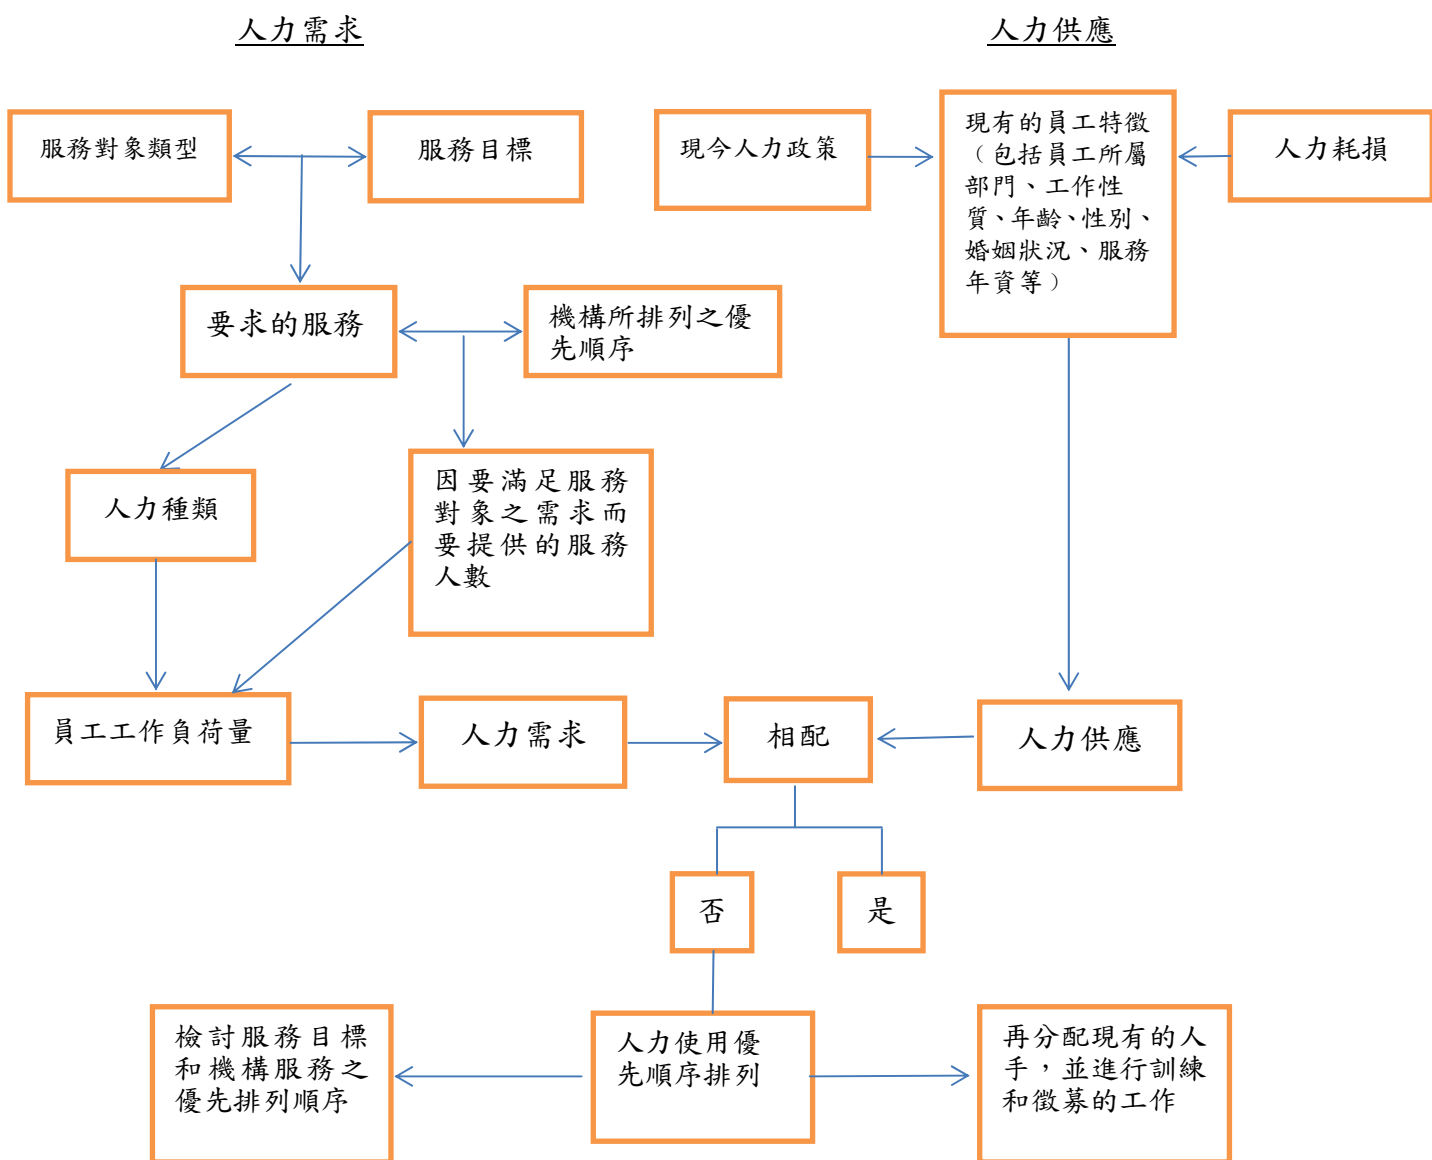 人力需求
人力供應
服務對象類型
服務目標
現今人力政策
現有的員工特徵
（包括員工所屬
部門、工作性
質、年齡、性別、
婚姻狀況、服務
年資等）
人力耗損
要求的服務
機構所排列之優
先順序
人力種類
因要滿足服務
對象之需求而
要提供的服務
人數
員工工作負荷量
人力需求
相配
人力供應
否
是
檢討服務目標
和機構服務之
優先排列順序
人力使用優
先順序排列
再分配現有的人
手，並進行訓練
和徵募的工作